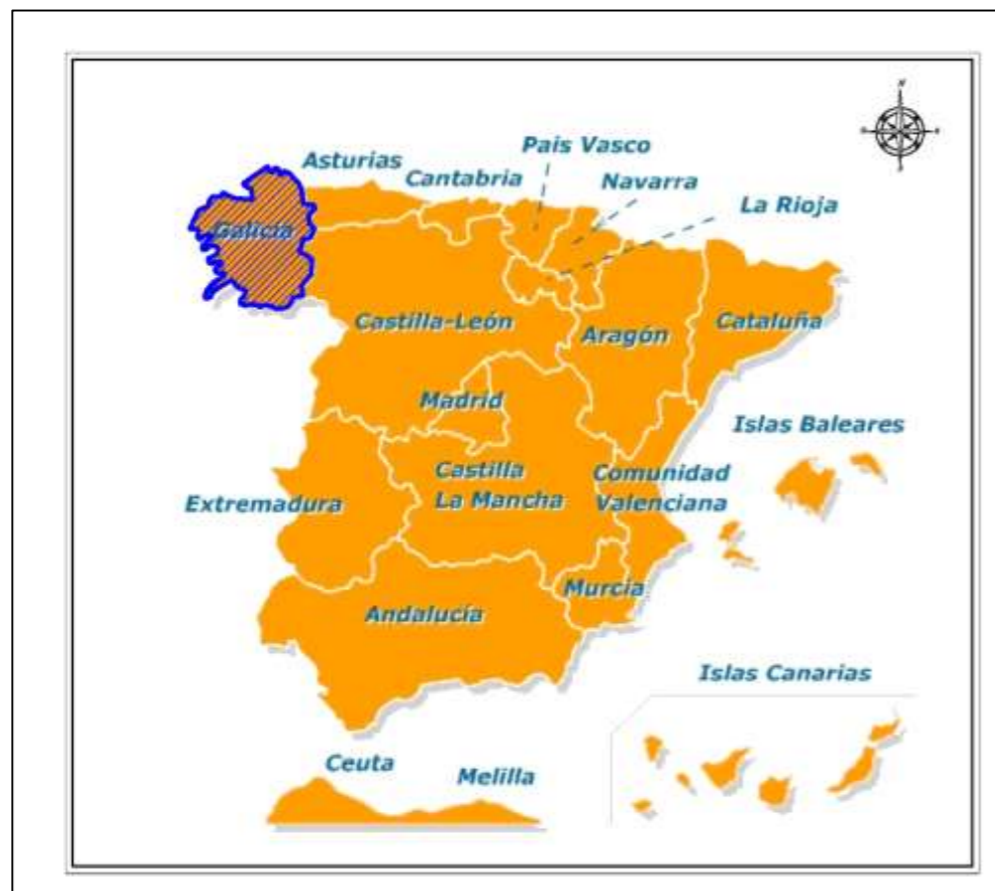 N
O
E
S
País Vasco
Asturias
Cantabria
Navarra
La Rioja
Galicia
Castilla-León
Aragón
Cataluña
Madrid
Islas Baleares
Castilla
La Mancha
Comunidad
Valenciana
Extremadura
Murcia
Andalucía
Islas Canarias
Ceuta
Melilla